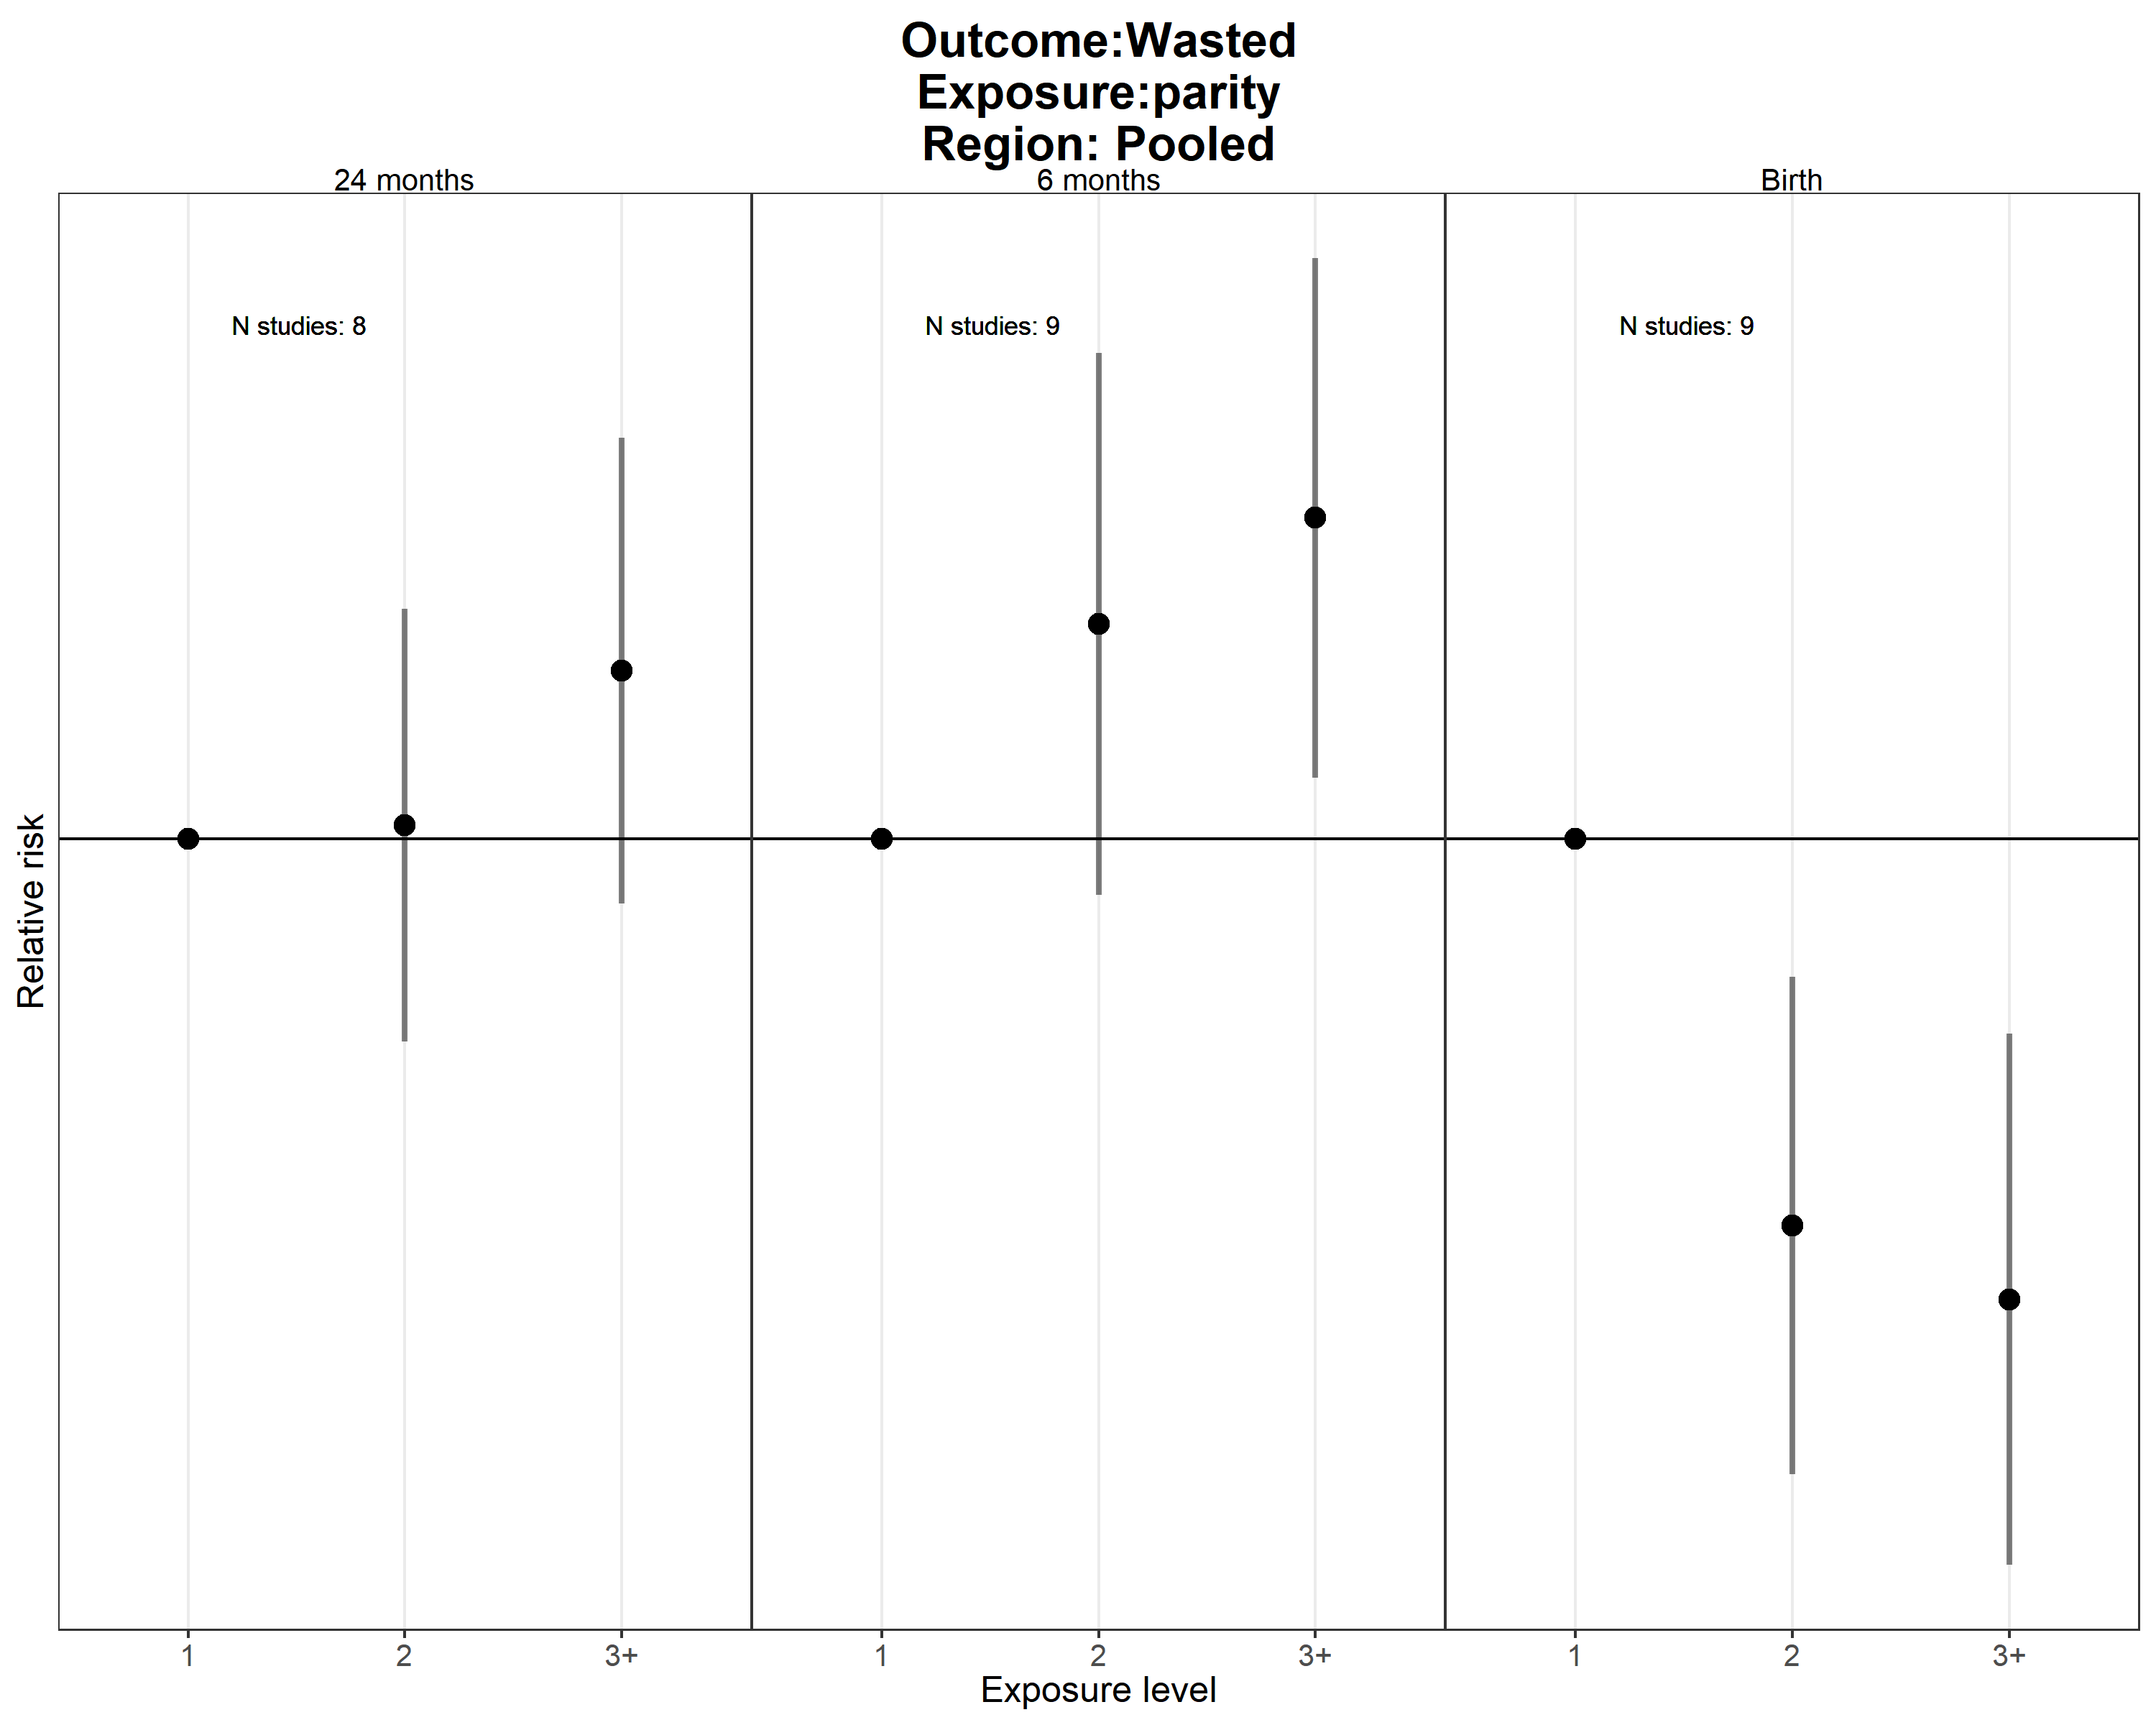 Outcome:Wasted
Exposure:parity
Region: Pooled
24 months
6 months
Birth
N studies: 8
N studies: 9
N studies: 9
Relative risk
1
2
3+
1
2
3+
1
2
3+
Exposure level